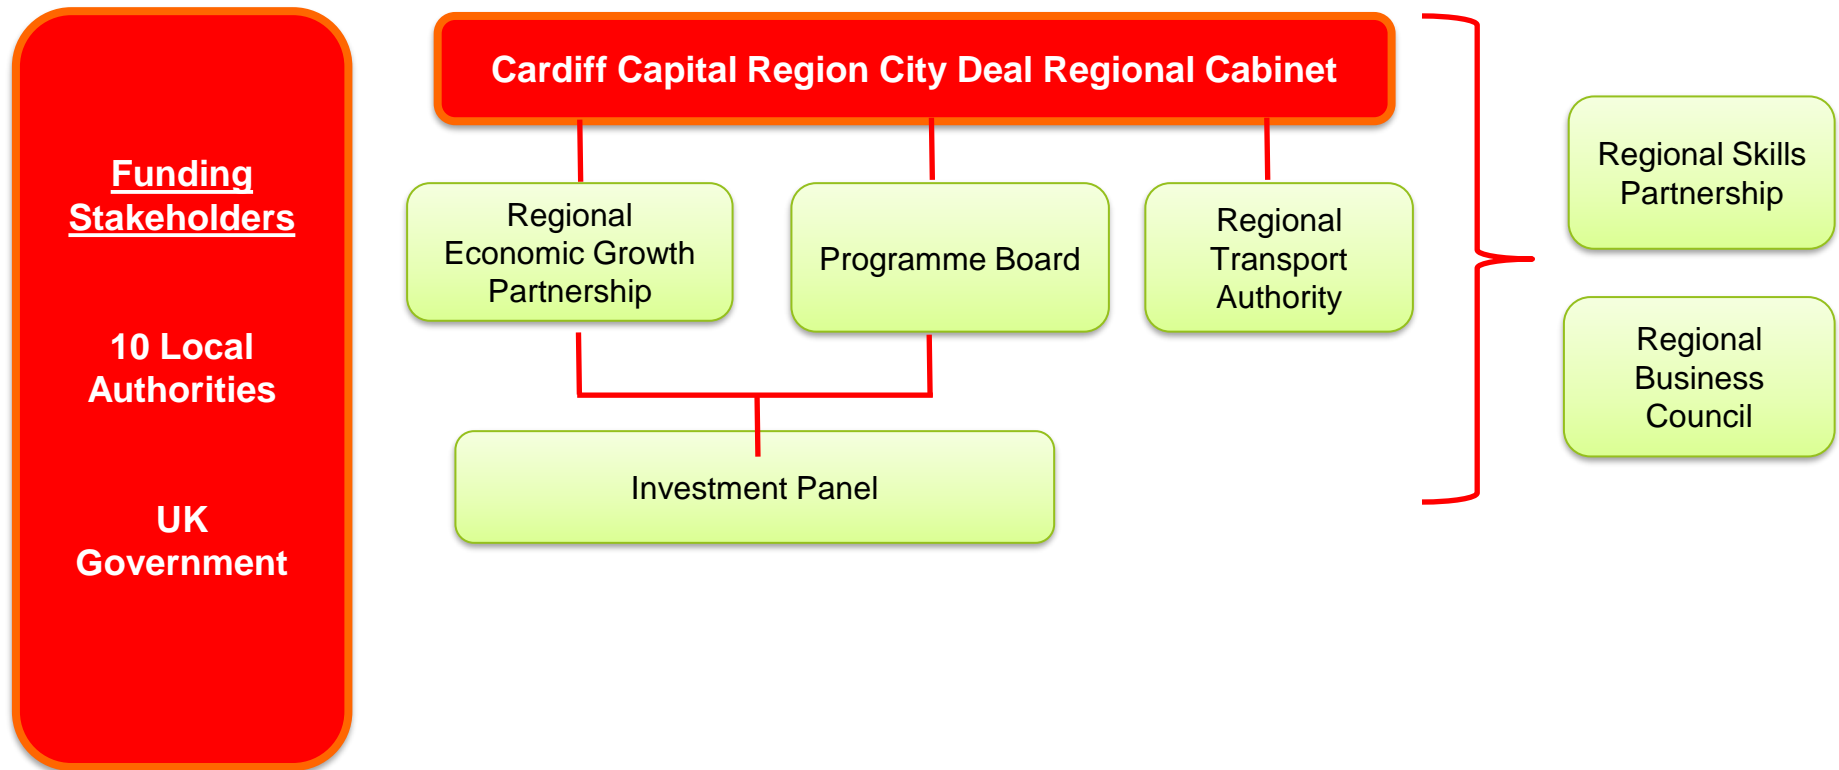 Funding
Stakeholders
10 Local
Authorities
UK
Government
Cardiff Capital Region City Deal Regional Cabinet
Regional
Economic Growth
Partnership
Programme Board
Regional
Transport
Authority
Investment Panel
Regional Skills
Partnership
Regional
Business
Council